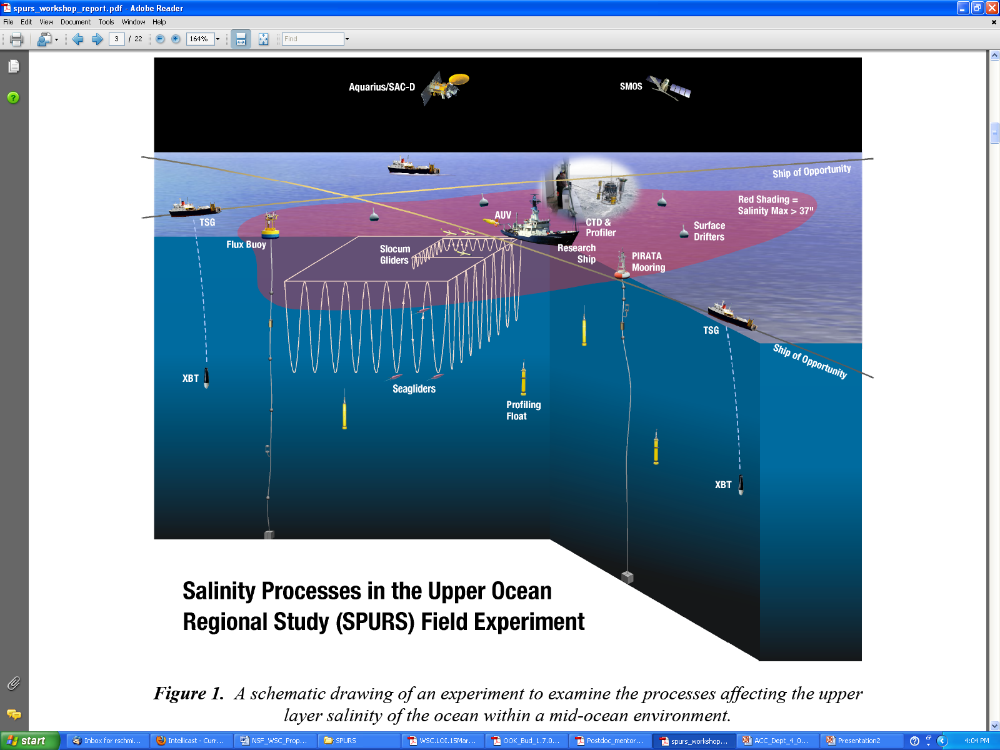 spurs_workshop_report.pdf - Adobe Reader
File Edit View Document Tools Window Help
3 / 22 164% Find
Aquarius/SAC-D
SMOS
Ship of Opportunity
Red Shading =
Salinity Max > 37"
TSG
AUV
CTD &
Profiler
Surface
Drifters
Flux Buoy
Slocum
Gliders
Research
Ship
PIRATA
Mooring
TSG
Ship of Opportunity
XBT
Seagliders
Profiling
Float
XBT
Salinity Processes in the Upper Ocean
Regional Study (SPURS) Field Experiment
Figure 1. A schematic drawing of an experiment to examine the processes affecting the upper
layer salinity of the ocean within a mid-ocean environment.
start Inbox for rschmi... Intellicast - Curr... NSF_WSC_Prop... SPURS WSC.LOI.15Mar... OOK_Bud_1.7.0... Postdoc_mentor... spurs_workshop... ACC_Dept_4_0... Presentation2 4:04 PM